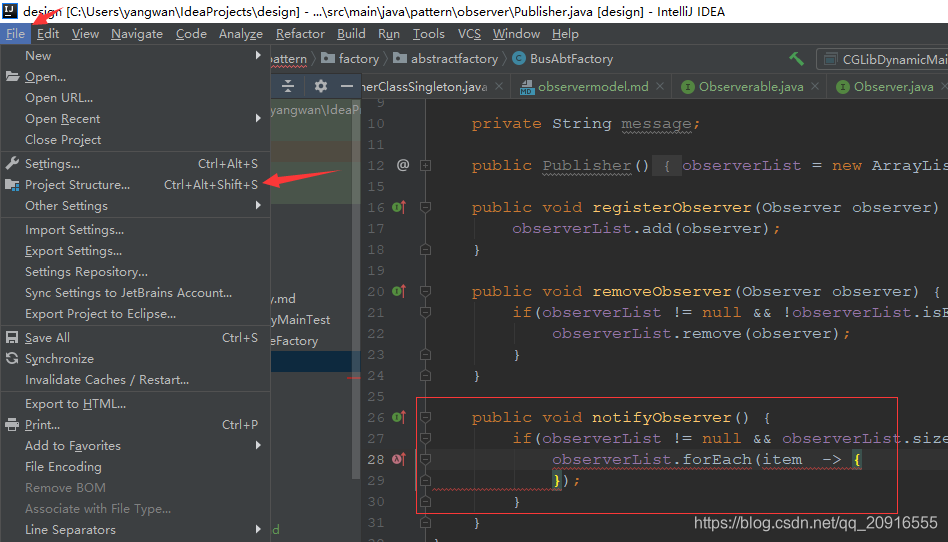 design [C:\Users\yangwan\IdeaProjects\design] - ...\src\main\java\pattern\observer\Publisher.java [design] - IntelliJ IDEA
File Edit View Navigate Code Analyze Refactor Build Run Tools VCS Window Help
New
Open...
Open URL...
Open Recent
Close Project
Settings... Ctrl+Alt+S
Project Structure... Ctrl+Alt+Shift+S
Other Settings
Import Settings...
Export Settings...
Settings Repository...
Sync Settings to JetBrains Account...
Export Project to Eclipse...
Save All Ctrl+S
Synchronize
Invalidate Caches / Restart...
Export to HTML...
Print... Ctrl+P
Add to Favorites
File Encoding
Remove BOM
Associate with File Type...
Line Separators
pattern factory abstractfactory BusAbtFactory CGLibDynamicMai
nerClassSingleton.java observermodel.md Observerable.java Observer.java
yangwan\IdeaPr
y.md
yMainTest
eFactory
d
9
10 private String message;
11
12 @ public Publisher() { observerList = new ArrayLis
15
16 public void registerObserver(Observer observer)
17 observerList.add(observer);
18 }
19
20 public void removeObserver(Observer observer) {
21 if(observerList != null && !observerList.isE
22 observerList.remove(observer);
23 }
24 }
25
26 public void notifyObserver() {
27 if(observerList != null && observerList.size
28 observerList.forEach(item -> {
29 });
30 }
31 }
https://blog.csdn.net/qq_20916555